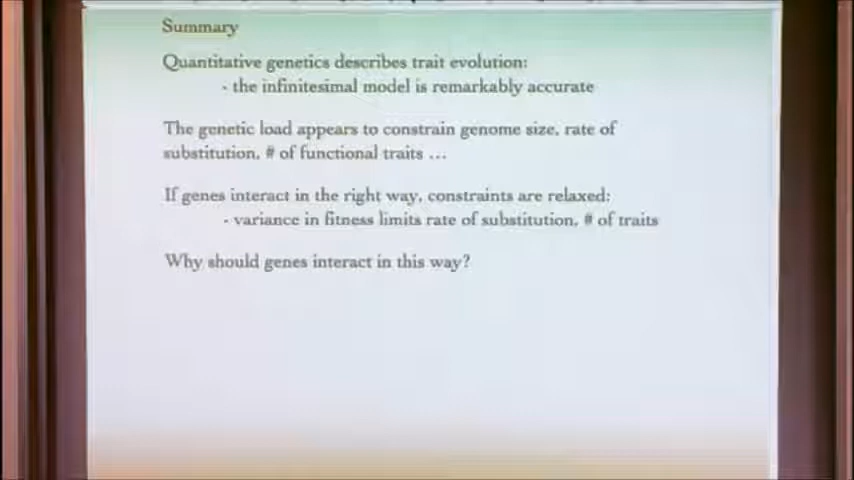 Summary
Quantitative genetics describes trait evolution:
- the infinitesimal model is remarkably accurate
The genetic load appears to constrain genome size, rate of
substitution, # of functional traits ...
If genes interact in the right way, constraints are relaxed:
- variance in fitness limits rate of substitution, # of traits
Why should genes interact in this way?